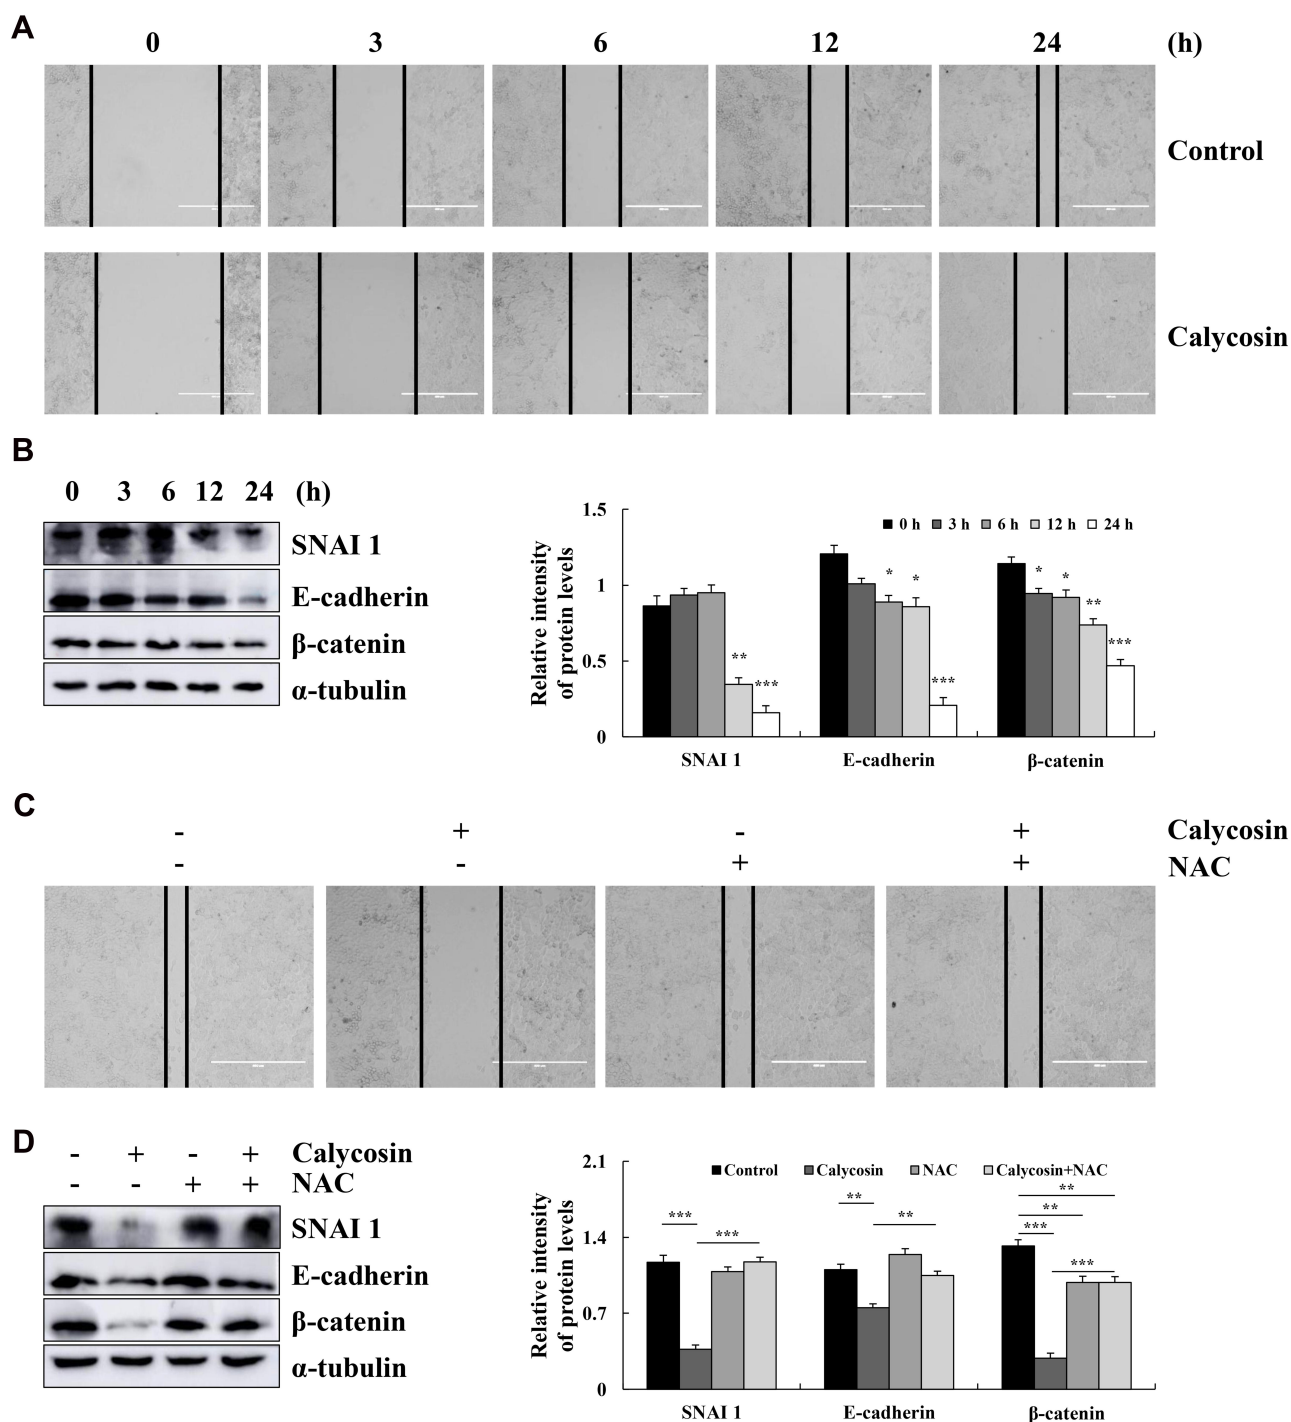 A
0 3 6 12 24 (h)
Control
Calycosin
B
0 3 6 12 24 (h)
SNAI 1
E-cadherin
β-catenin
α-tubulin
Relative intensity
of protein levels
1.5
1
0.5
0
0 h 3 h 6 h 12 h 24 h
** ***
* * ***
* * ** ***
SNAI 1 E-cadherin β-catenin
C
- + - + Calycosin
- - + + NAC
D
- + - + Calycosin
- - + + NAC
SNAI 1
E-cadherin
β-catenin
α-tubulin
Relative intensity
of protein levels
2.1
1.4
0.7
0
Control Calycosin NAC Calycosin+NAC
*** ***
** **
** ** *** ***
SNAI 1 E-cadherin β-catenin